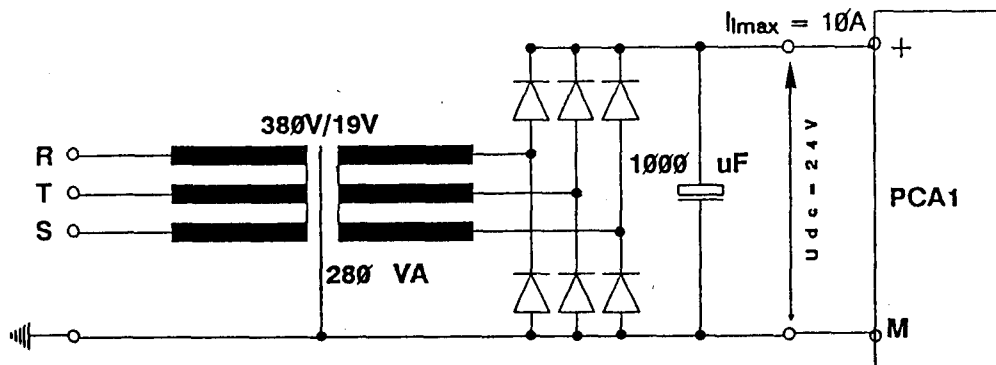 I1max = 10A
+
380V/19V
R
T
S
1000 uF
Udc=24V
PCA1
280 VA
M